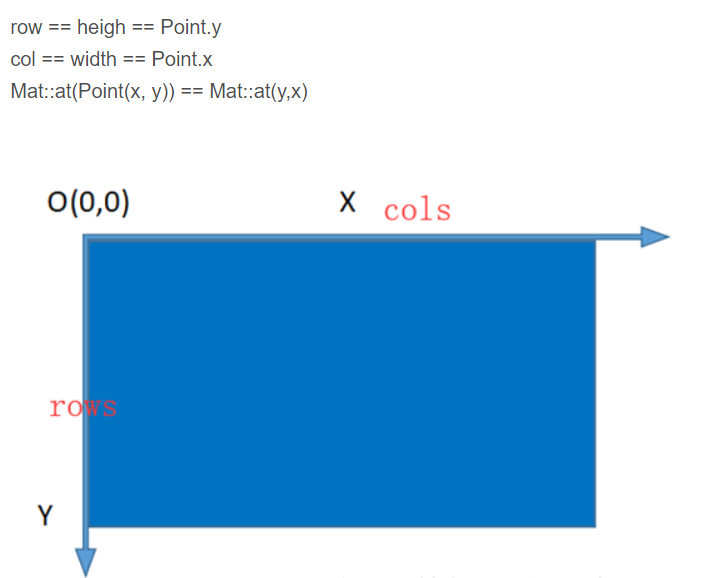 row == heigh == Point.y
col == width == Point.x
Mat::at(Point(x, y)) == Mat::at(y,x)
O(0,0) X cols
rows
Y